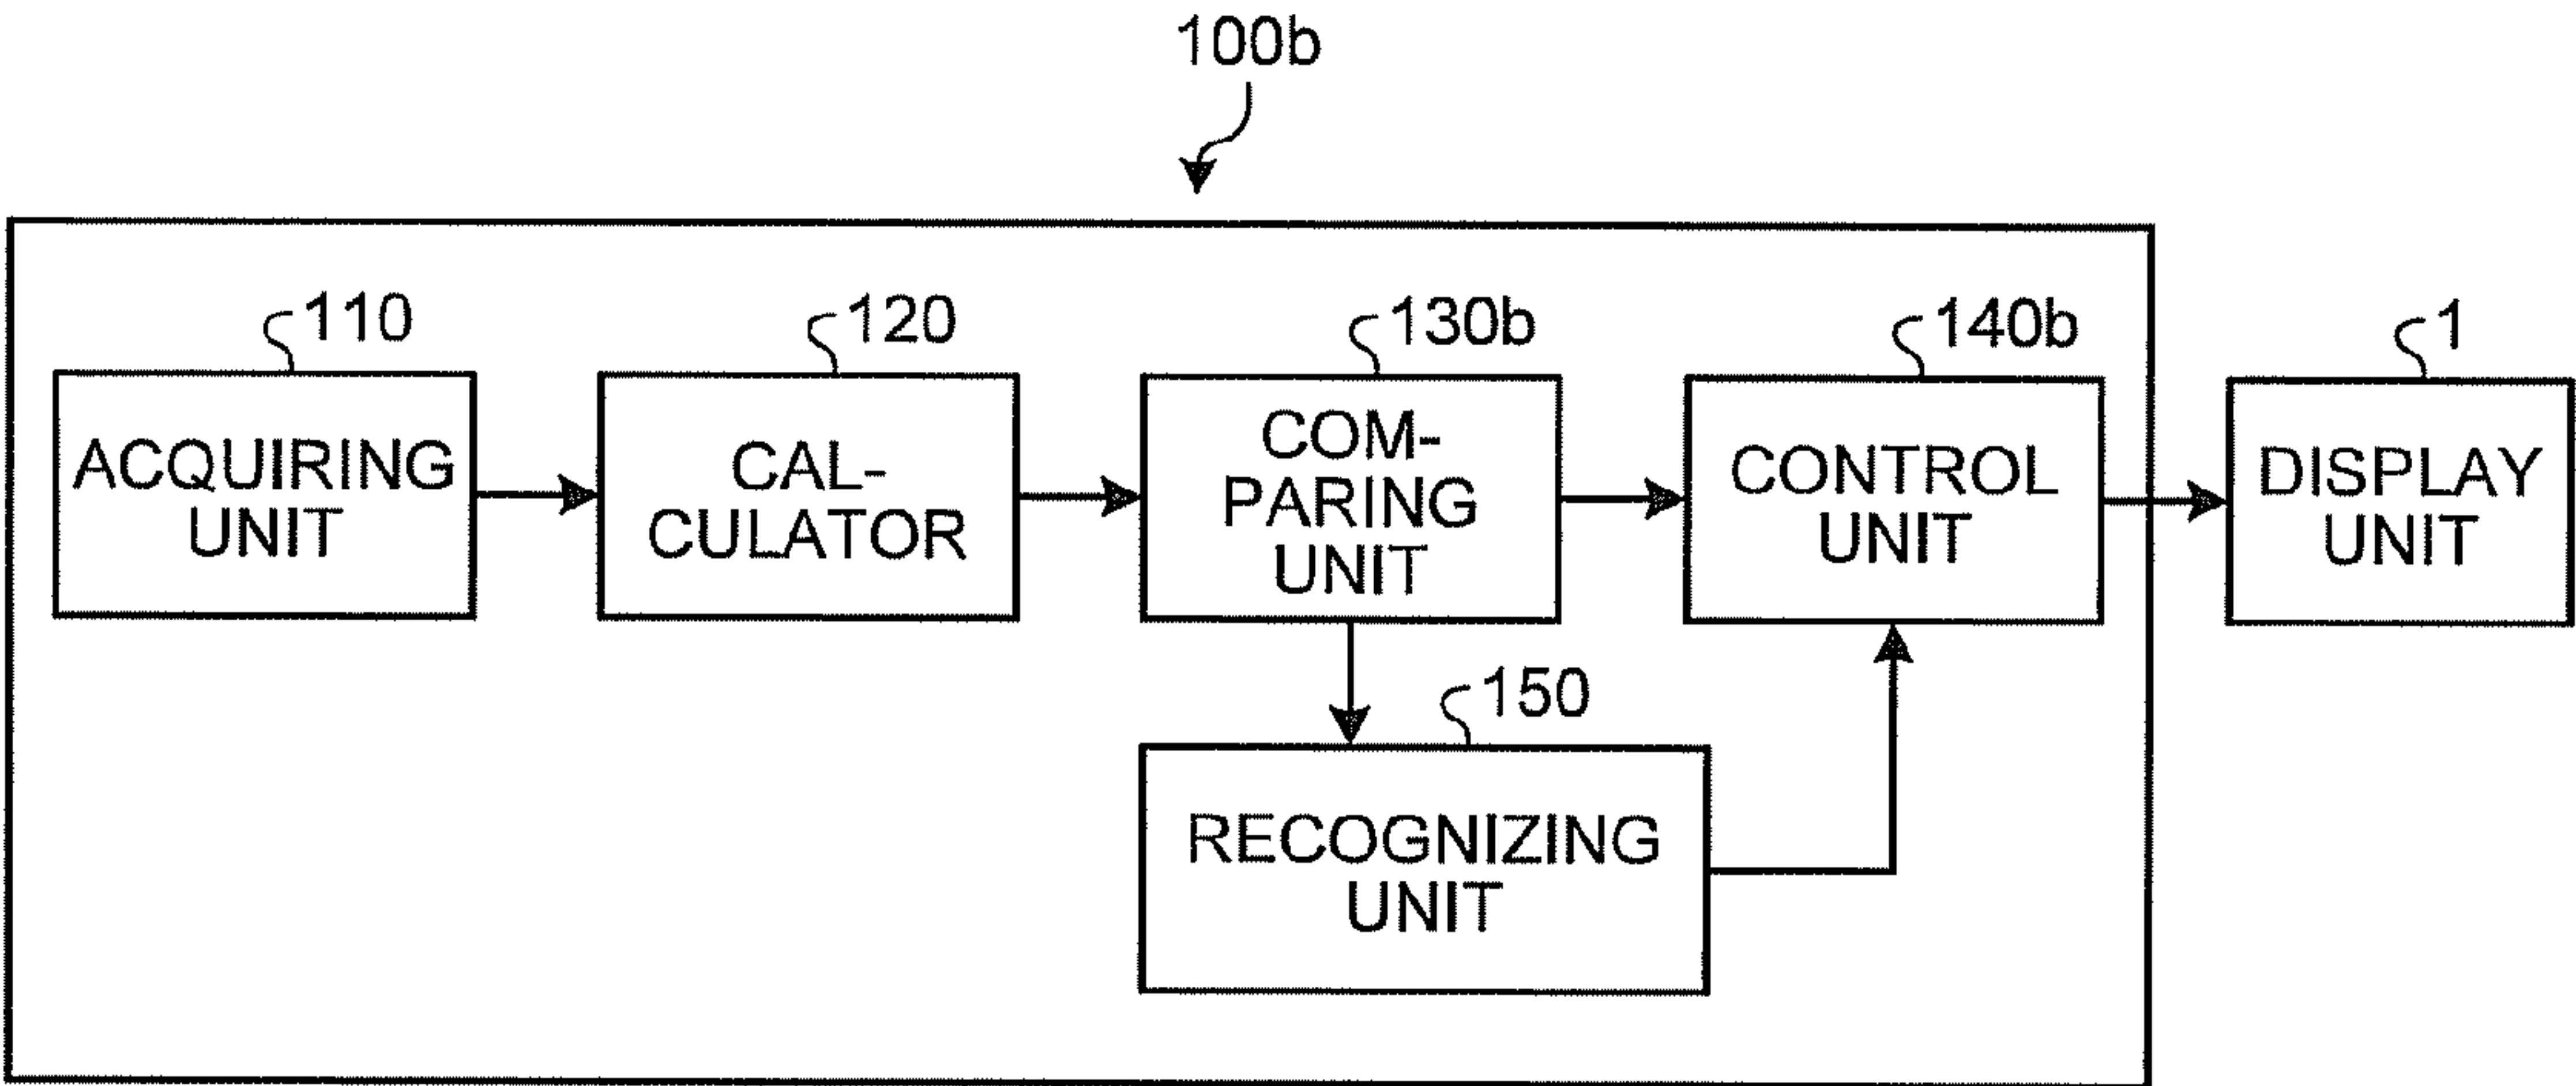 100b
110
120
130b
140b
1
ACQUIRING
UNIT
CAL-
CULATOR
COM-
PARING
UNIT
CONTROL
UNIT
DISPLAY
UNIT
150
RECOGNIZING
UNIT